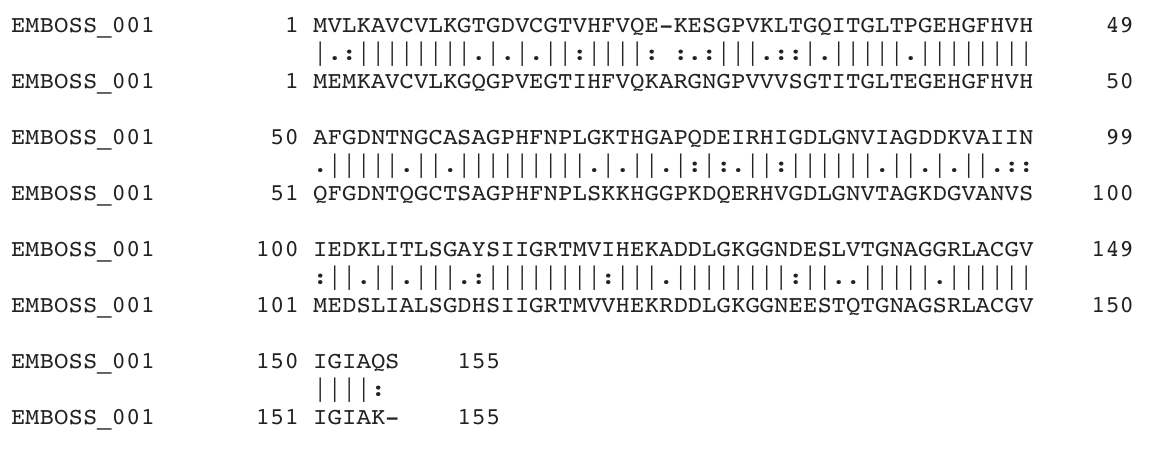 EMBOSS_001 1 MVLKAVCVLKGTGDVCGTVHFVQE-KESGPVKLTGQITGLTPGEHGFHVH 49
|.:||||||||.|.|.||:||||: :.:|||.::|.|||||.||||||||
EMBOSS_001 1 MEMKAVCVLKGQGPVEGTIHFVQKARGNGPVVVSGTITGLTEGEHGFHVH 50
EMBOSS_001 50 AFGDNTNGCASAGPHFNPLGKTHGAPQDEIRHIGDLGNVIAGDDKVAIIN 99
.|||||.||.|||||||||.|.||.|:|:.||:||||||.||.|.||.::
EMBOSS_001 51 QFGDNTQGCTSAGPHFNPLSKKHGGPKDQERHVGDLGNVTAGKDGVANVS 100
EMBOSS_001 100 IEDKLITLSGAYSIIGRTMVIHEKADDLGKGGNDESLVTGNAGGRLACGV 149
:||.||.|||.:||||||||:|||.||||||||:||..|||||.||||||
EMBOSS_001 101 MEDSLIALSGDHSIIGRTMVVHEKRDDLGKGGNEESTQTGNAGSRLACGV 150
EMBOSS_001 150 IGIAQS 155
||||:
EMBOSS_001 151 IGIAK- 155